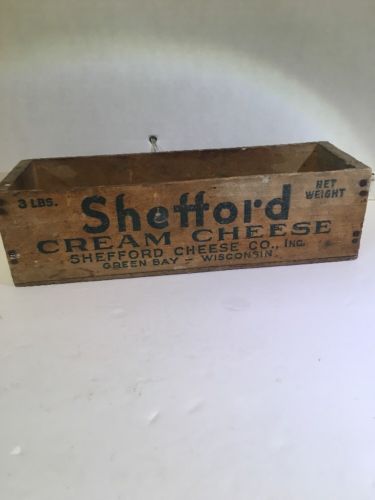 3 LBS.
NET
WEIGHT
Shefford
CREAM CHEESE
SHEFFORD CHEESE CO., INC.
GREEN BAY - WISCONSIN.